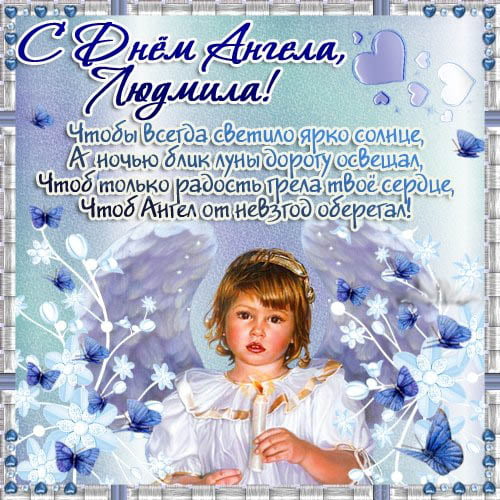 С Днём Ангела,
Людмила!
Чтобы всегда светило ярко солнце,
А ночью блик луны дорогу освещал,
Чтоб только радость грела твоё сердце,
Чтоб Ангел от невзгод оберегал!